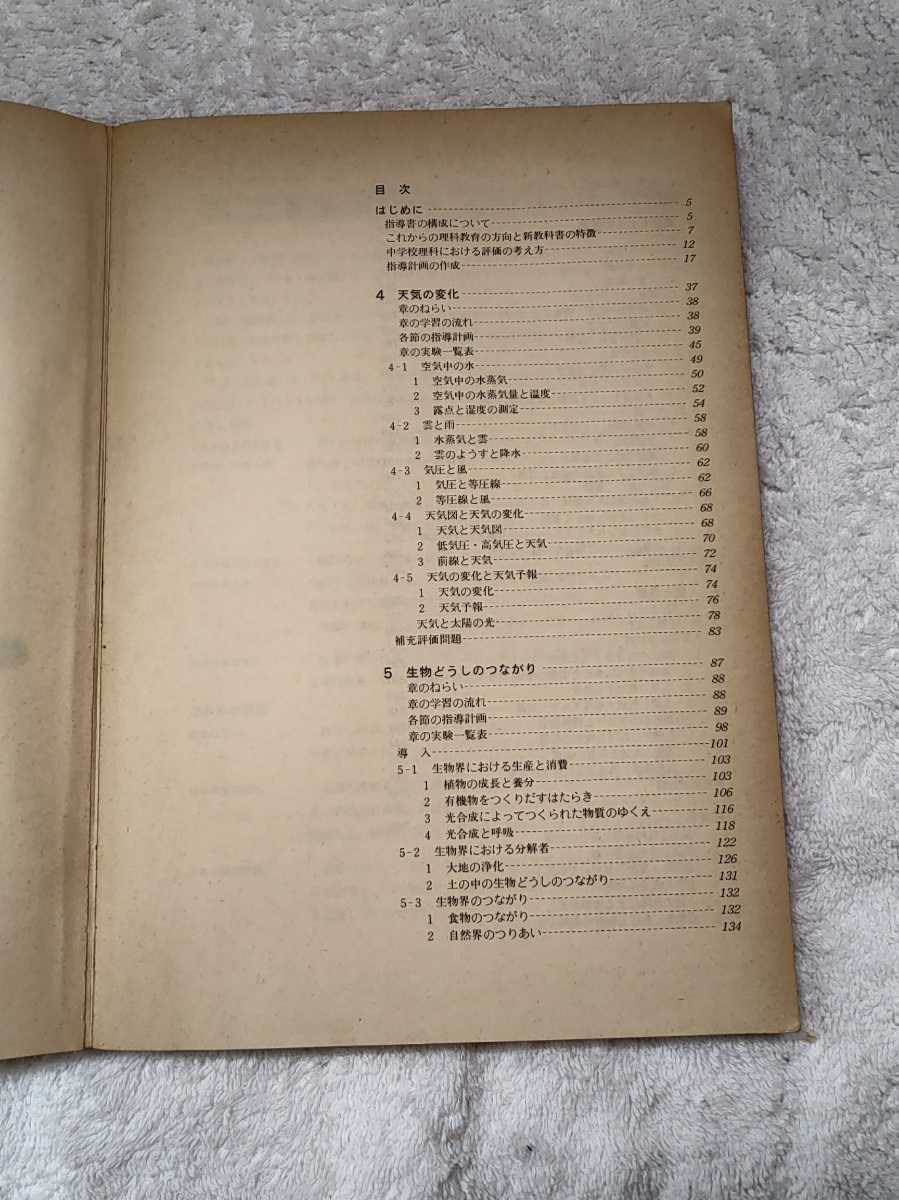 目 次
はじめに 5
指導書の構成について 5
これからの理科教育の方向と新教科書の特徴 7
中学校理科における評価の考え方 12
指導計画の作成 17
4 天気の変化 37
章のねらい 38
章の学習の流れ 38
各節の指導計画 39
章の実験一覧表 45
4-1 空気中の水 49
1 空気中の水蒸気 50
2 空気中の水蒸気量と温度 52
3 露点と湿度の測定 54
4-2 雲と雨 58
1 水蒸気と雲 58
2 雲のようすと降水 60
4-3 気圧と風 62
1 気圧と等圧線 62
2 等圧線と風 66
4-4 天気図と天気の変化 68
1 天気と天気図 68
2 低気圧・高気圧と天気 70
3 前線と天気 72
4-5 天気の変化と天気予報 74
1 天気の変化 74
2 天気予報 76
天気と太陽の光 78
補充評価問題 83
5 生物どうしのつながり 87
章のねらい 88
章の学習の流れ 88
各節の指導計画 89
章の実験一覧表 98
導 入 101
5-1 生物界における生産と消費 103
1 植物の成長と養分 103
2 有機物をつくりだすはたらき 106
3 光合成によってつくられた物質のゆくえ 116
4 光合成と呼吸 118
5-2 生物界における分解者 122
1 大地の浄化 126
2 土の中の生物どうしのつながり 131
5-3 生物界のつながり 132
1 食物のつながり 132
2 自然界のつりあい 134